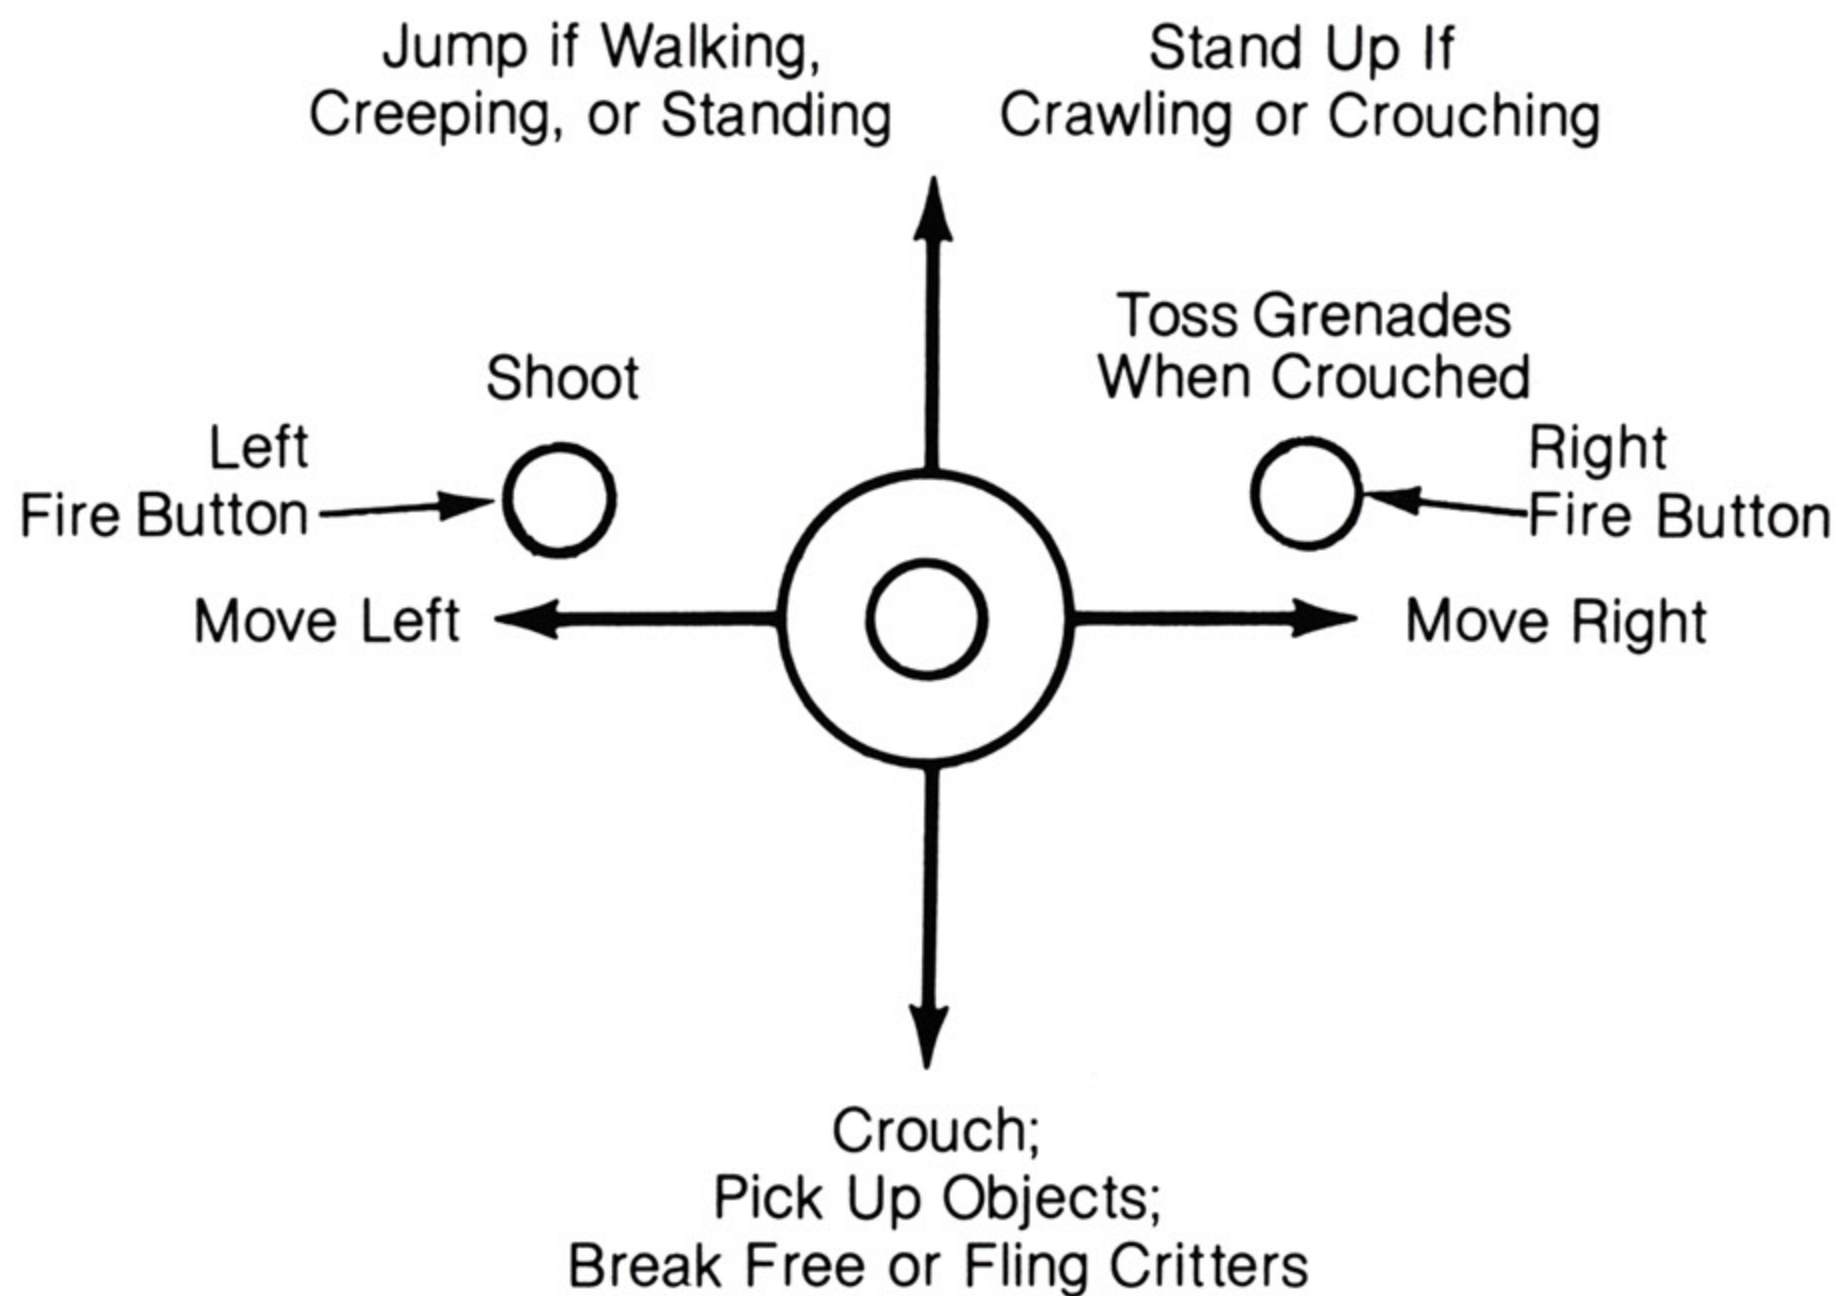 Jump if Walking,
Creeping, or Standing
Stand Up If
Crawling or Crouching
Shoot
Left
Fire Button
Toss Grenades
When Crouched
Right
Fire Button
Move Left
Move Right
Crouch;
Pick Up Objects;
Break Free or Fling Critters